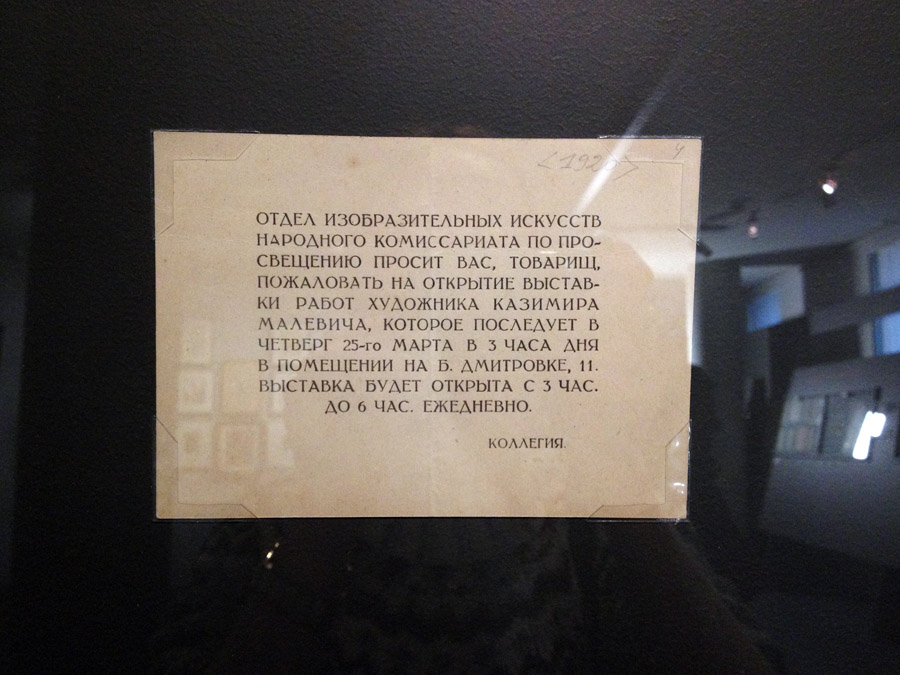 4
ОТДЕЛ ИЗОБРАЗИТЕЛЬНЫХ ИСКУССТВ
НАРОДНОГО КОМИССАРИАТА ПО ПРО-
СВЕЩЕНИЮ ПРОСИТ ВАС, ТОВАРИЩ,
ПОЖАЛОВАТЬ НА ОТКРЫТИЕ ВЫСТАВ-
КИ РАБОТ ХУДОЖНИКА КАЗИМИРА
МАЛЕВИЧА, КОТОРОЕ ПОСЛЕДУЕТ В
ЧЕТВЕРГ 25-го МАРТА В 3 ЧАСА ДНЯ
В ПОМЕЩЕНИИ НА Б. ДМИТРОВКЕ, 11.
ВЫСТАВКА БУДЕТ ОТКРЫТА С 3 ЧАС.
ДО 6 ЧАС. ЕЖЕДНЕВНО.
КОЛЛЕГИЯ.